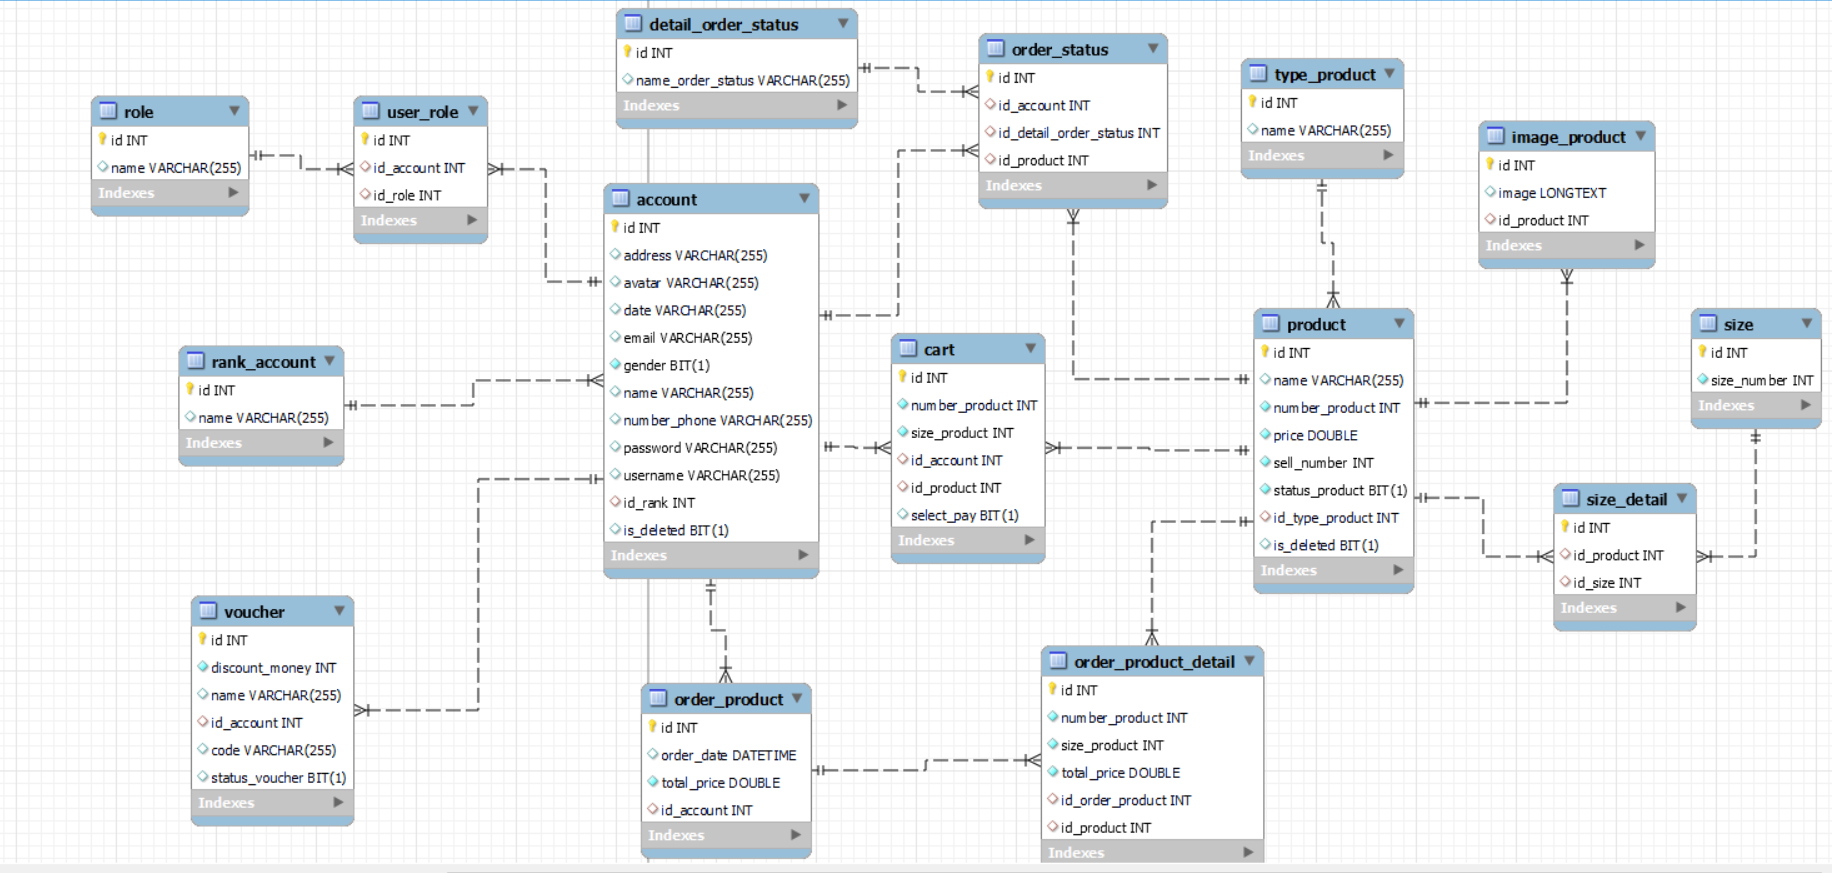 detail_order_status
id INT
name_order_status VARCHAR(255)
Indexes
order_status
id INT
id_account INT
id_detail_order_status INT
id_product INT
Indexes
type_product
id INT
name VARCHAR(255)
Indexes
role
id INT
name VARCHAR(255)
Indexes
user_role
id INT
id_account INT
id_role INT
Indexes
image_product
id INT
image LONGTEXT
id_product INT
Indexes
account
id INT
address VARCHAR(255)
avatar VARCHAR(255)
date VARCHAR(255)
email VARCHAR(255)
gender BIT(1)
name VARCHAR(255)
number_phone VARCHAR(255)
password VARCHAR(255)
username VARCHAR(255)
id_rank INT
is_deleted BIT(1)
Indexes
rank_account
id INT
name VARCHAR(255)
Indexes
cart
id INT
number_product INT
size_product INT
id_account INT
id_product INT
select_pay BIT(1)
Indexes
product
id INT
name VARCHAR(255)
number_product INT
price DOUBLE
sell_number INT
status_product BIT(1)
id_type_product INT
is_deleted BIT(1)
Indexes
size
id INT
size_number INT
Indexes
size_detail
id INT
id_product INT
id_size INT
Indexes
voucher
id INT
discount_money INT
name VARCHAR(255)
id_account INT
code VARCHAR(255)
status_voucher BIT(1)
Indexes
order_product
id INT
order_date DATETIME
total_price DOUBLE
id_account INT
Indexes
order_product_detail
id INT
number_product INT
size_product INT
total_price DOUBLE
id_order_product INT
id_product INT
Indexes